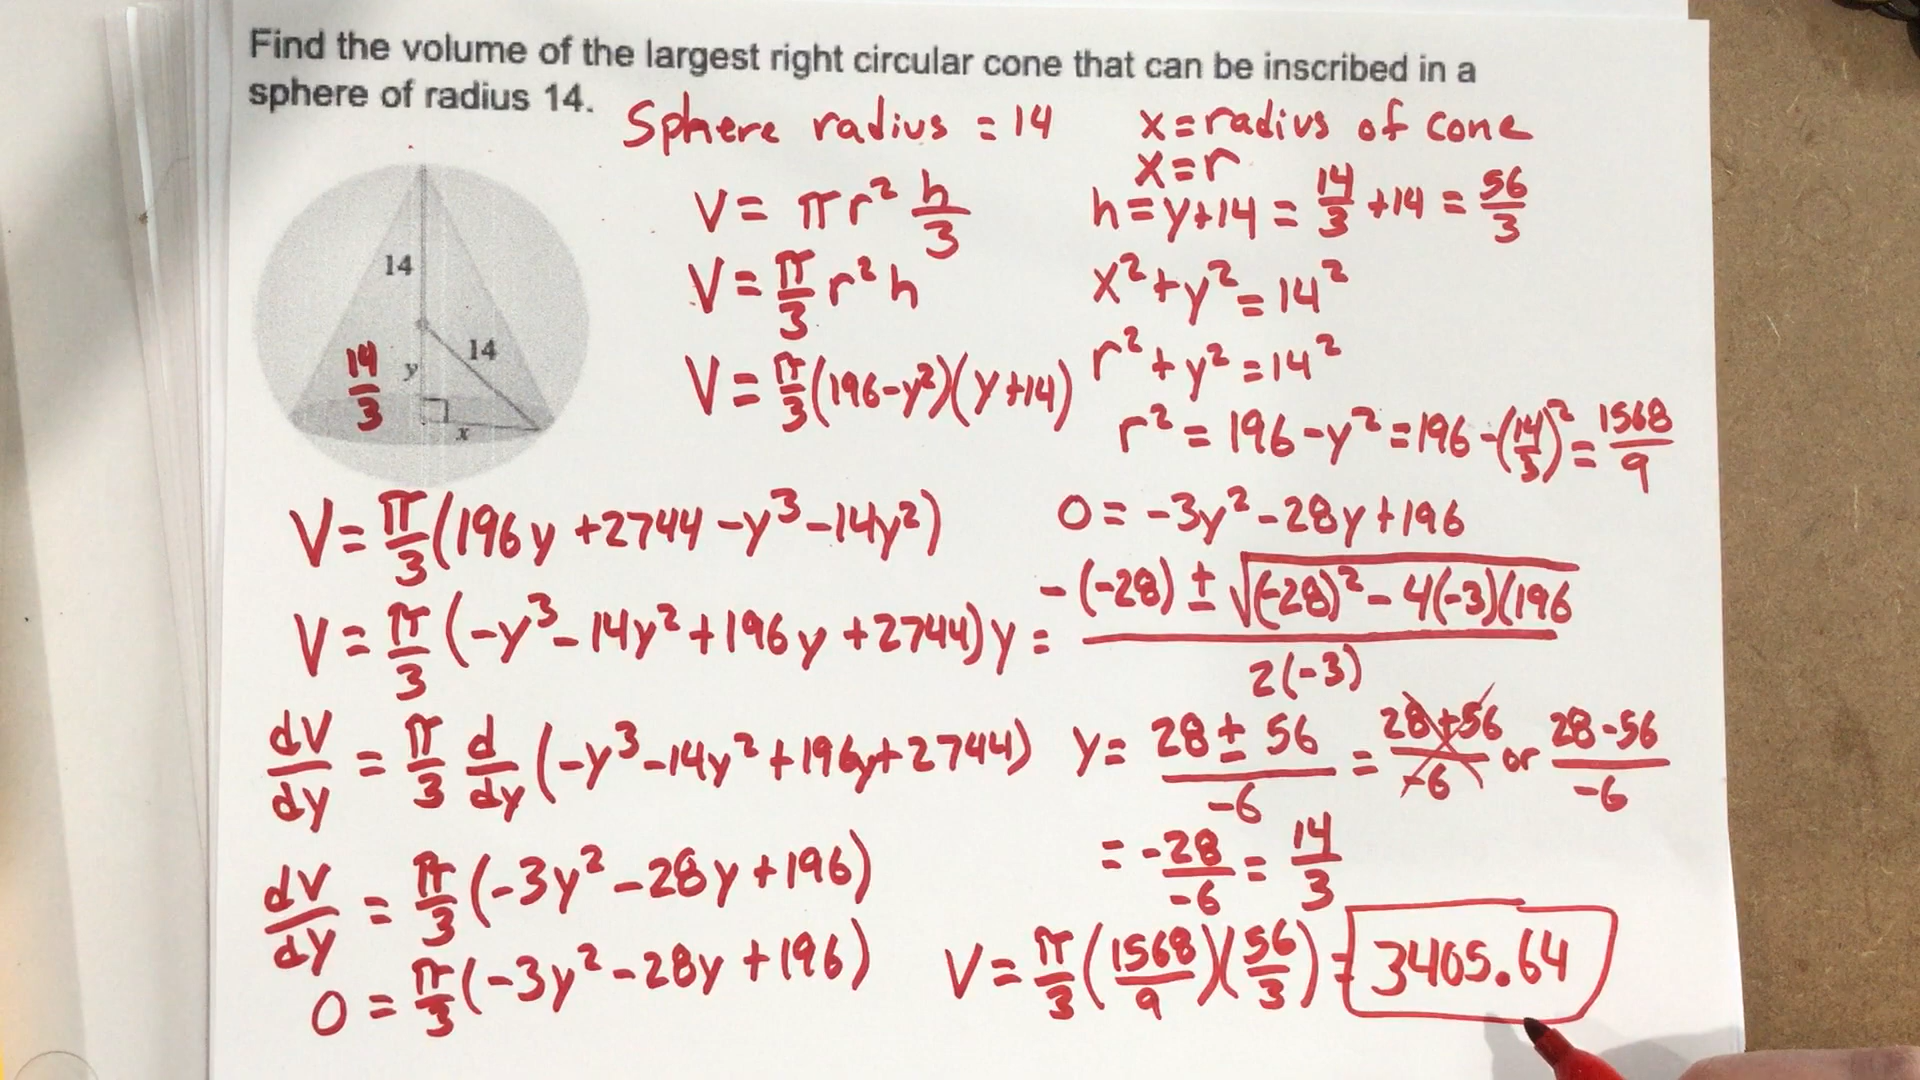 Find the volume of the largest right circular cone that can be inscribed in a
sphere of radius 14.
Sphere radius = 14
x = radius of cone
x = r
V = πr² h/3
h = y+14 = 14/3 + 14 = 56/3
V = π/3 r²h
x² + y² = 14²
V = π/3 (196-y²)(y+14)
r² + y² = 14²
r² = 196 - y² = 196 - (14/3)² = 1568/9
14
14
14/3
y
x
V = π/3 (196y + 2744 - y³ - 14y²)
V = π/3 (-y³ - 14y² + 196y + 2744)
dV/dy = π/3 d/dy (-y³ - 14y² + 196y + 2744)
dV/dy = π/3 (-3y² - 28y + 196)
0 = π/3 (-3y² - 28y + 196)
0 = -3y² - 28y + 196
y = -(-28) ± √(-28)² - 4(-3)(196 / 2(-3)
y = 28 ± 56 / -6 = 28+56 / -6 or 28-56 / -6
= -28/-6 = 14/3
V = π/3 (1568/9)(56/3) = 3405.64